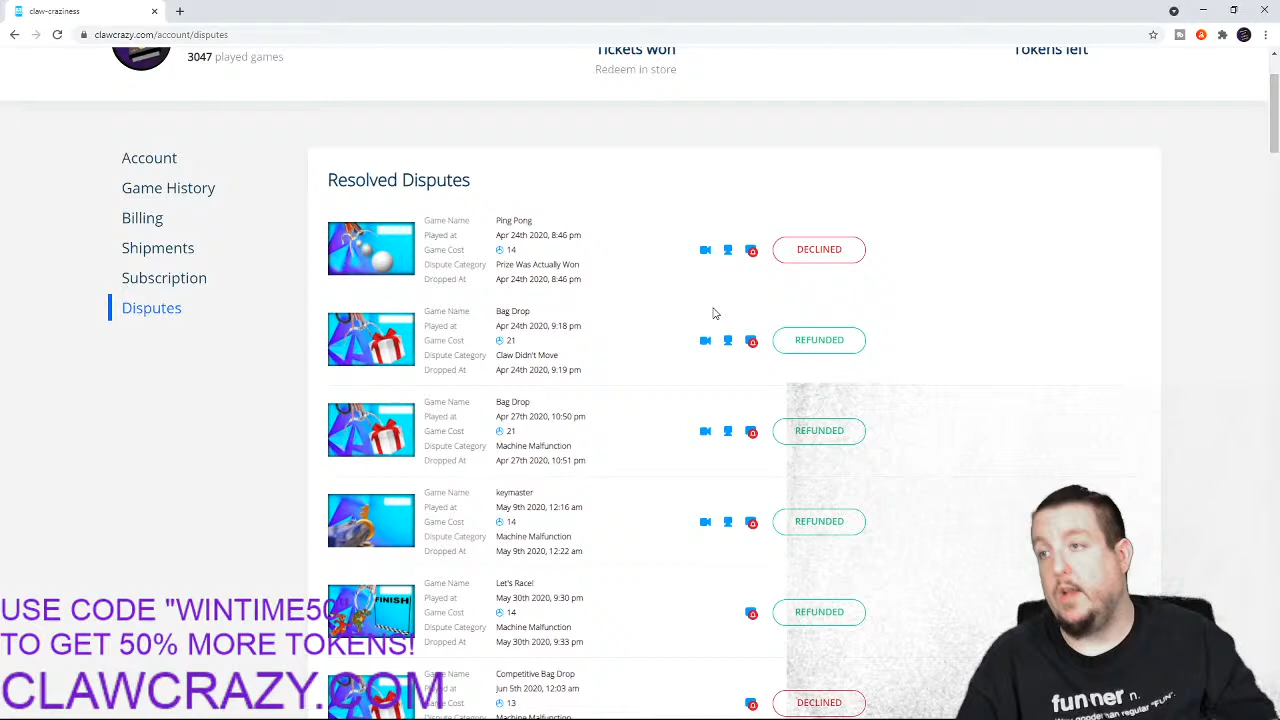 claw-craziness
clawcrazy.com/account/disputes
3047 played games
Tickets won
Redeem in store
Tokens left
Account
Game History
Billing
Shipments
Subscription
Disputes
Resolved Disputes
Game Name Ping Pong
Played at Apr 24th 2020, 8:46 pm
Game Cost 14
Dispute Category Prize Was Actually Won
Dropped At Apr 24th 2020, 8:46 pm
DECLINED
Game Name Bag Drop
Played at Apr 24th 2020, 9:18 pm
Game Cost 21
Dispute Category Claw Didn't Move
Dropped At Apr 24th 2020, 9:19 pm
REFUNDED
Game Name Bag Drop
Played at Apr 27th 2020, 10:50 pm
Game Cost 21
Dispute Category Machine Malfunction
Dropped At Apr 27th 2020, 10:51 pm
REFUNDED
Game Name keymaster
Played at May 9th 2020, 12:16 am
Game Cost 14
Dispute Category Machine Malfunction
Dropped At May 9th 2020, 12:22 am
REFUNDED
FINISH
Game Name Let's Race!
Played at May 30th 2020, 9:30 pm
Game Cost 14
Dispute Category Machine Malfunction
Dropped At May 30th 2020, 9:33 pm
REFUNDED
Game Name Competitive Bag Drop
Played at Jun 5th 2020, 12:03 am
Game Cost 13
Dispute Category Machine Malfunction
DECLINED
USE CODE "WINTIME50"
TO GET 50% MORE TOKENS!
CLAWCRAZY.COM
funner n.
gooder than regular "FUN".